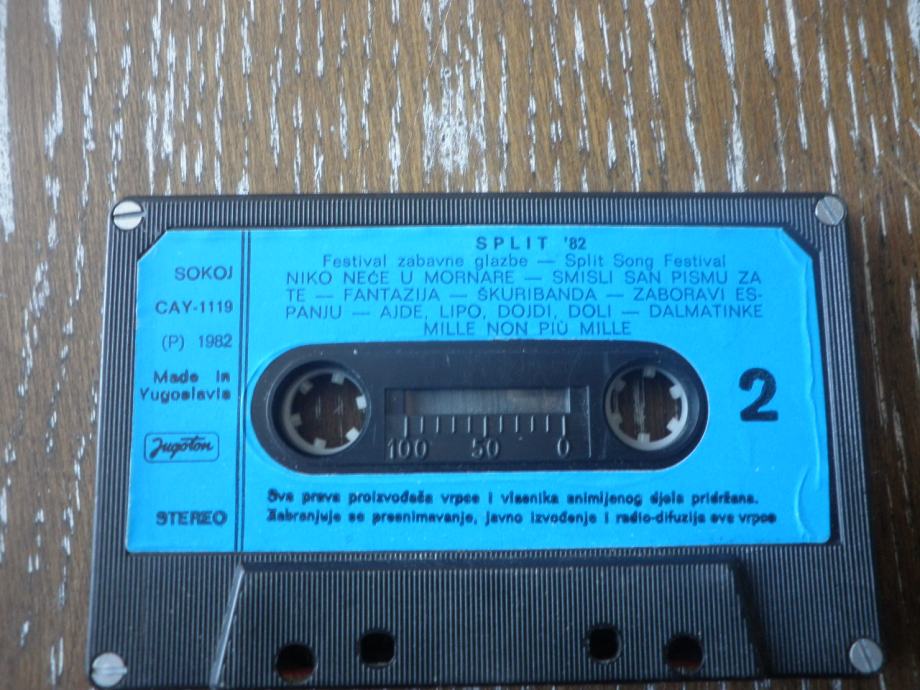 SPLIT '82
Festival zabavne glazbe — Split Song Festival
NIKO NEĆE U MORNARE — SMISLI SAN PISMU ZA
TE — FANTAZIJA — ŠKURIBANDA — ZABORAVI ES-
PANJU — AJDE, LIPO, DOJDI, DOLI — DALMATINKE
MILLE NON PIÙ MILLE
SOKOJ
CAY-1119
(P) 1982
Made in
Yugoslavia
Jugoton
STEREO
2
100 50 0
Sva prava proizvođača vrpce i vlasnika snimljenog djela pridržana.
Zabranjuje se presnimavanje, javno izvođenje i radio-difuzija ove vrpce